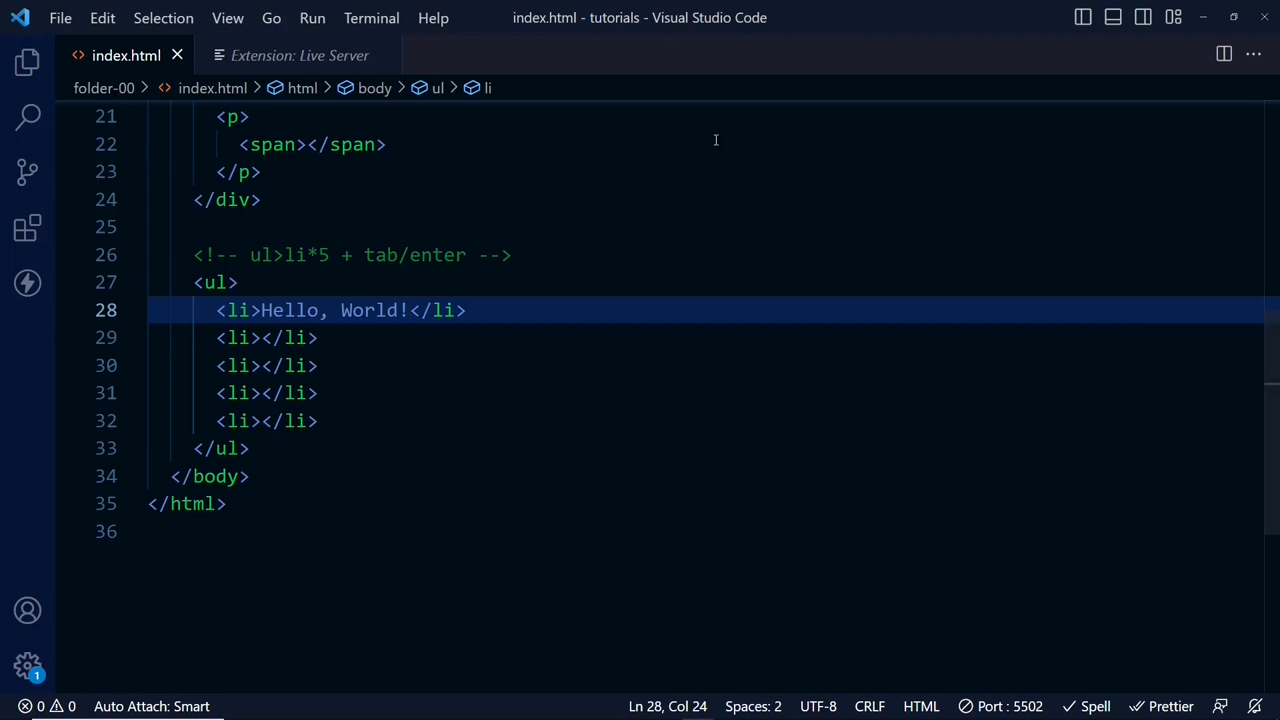 File Edit Selection View Go Run Terminal Help index.html - tutorials - Visual Studio Code
index.html Extension: Live Server
folder-00 index.html html body ul li
21 <p>
22 <span></span>
23 </p>
24 </div>
25
26 <!-- ul>li*5 + tab/enter -->
27 <ul>
28 <li>Hello, World!</li>
29 <li></li>
30 <li></li>
31 <li></li>
32 <li></li>
33 </ul>
34 </body>
35 </html>
36
1
0 0 Auto Attach: Smart Ln 28, Col 24 Spaces: 2 UTF-8 CRLF HTML Port : 5502 Spell Prettier